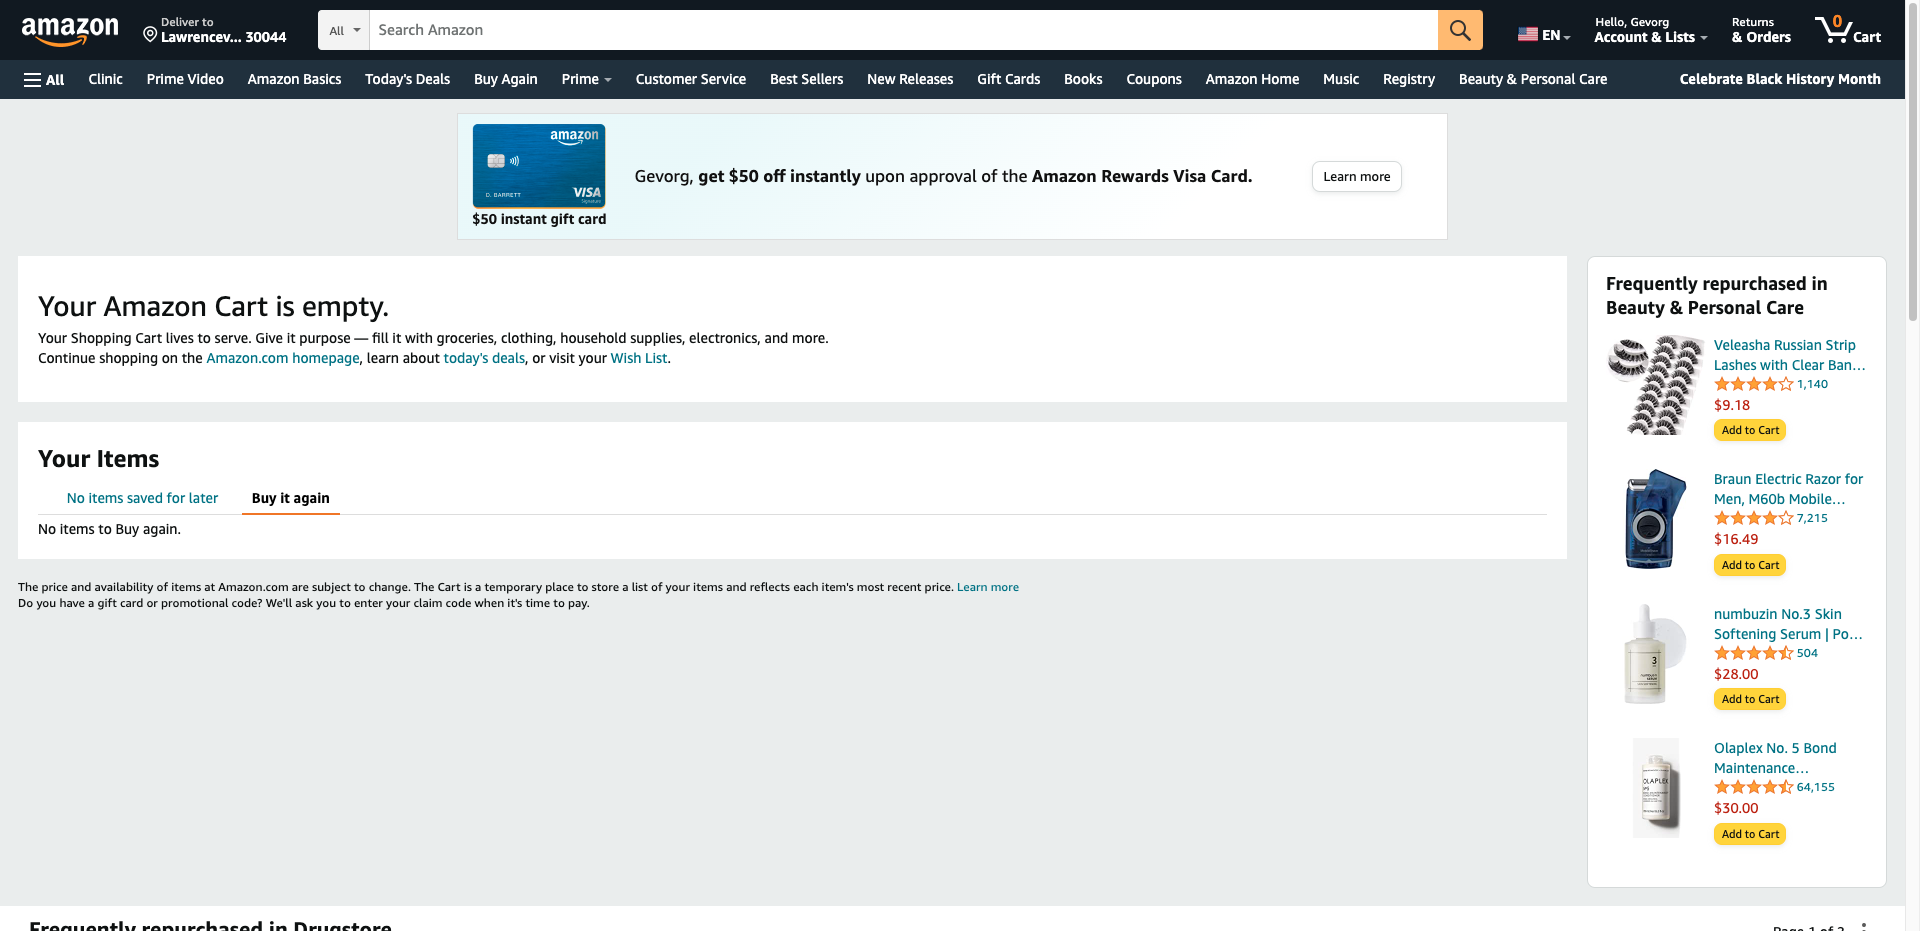 amazon
Deliver to
Lawrencev... 30044
All
Search Amazon
EN
Hello, Gevorg
Account & Lists
Returns
& Orders
0
Cart
All
Clinic
Prime Video
Amazon Basics
Today's Deals
Buy Again
Prime
Customer Service
Best Sellers
New Releases
Gift Cards
Books
Coupons
Amazon Home
Music
Registry
Beauty & Personal Care
Celebrate Black History Month
amazon
D. BARRETT
VISA
Signature
$50 instant gift card
Gevorg, get $50 off instantly upon approval of the Amazon Rewards Visa Card.
Learn more
Your Amazon Cart is empty.
Your Shopping Cart lives to serve. Give it purpose — fill it with groceries, clothing, household supplies, electronics, and more.
Continue shopping on the Amazon.com homepage, learn about today's deals, or visit your Wish List.
Your Items
No items saved for later
Buy it again
No items to Buy again.
The price and availability of items at Amazon.com are subject to change. The Cart is a temporary place to store a list of your items and reflects each item's most recent price. Learn more
Do you have a gift card or promotional code? We'll ask you to enter your claim code when it's time to pay.
Frequently repurchased in
Beauty & Personal Care
Veleasha Russian Strip
Lashes with Clear Ban...
1,140
$9.18
Add to Cart
Braun Electric Razor for
Men, M60b Mobile...
7,215
$16.49
Add to Cart
3
numbuzin No.3 Skin
Softening Serum | Po...
504
$28.00
Add to Cart
OLAPLEX
Olaplex No. 5 Bond
Maintenance...
64,155
$30.00
Add to Cart
Frequently repurchased in Drugstore
Page 1 of 2